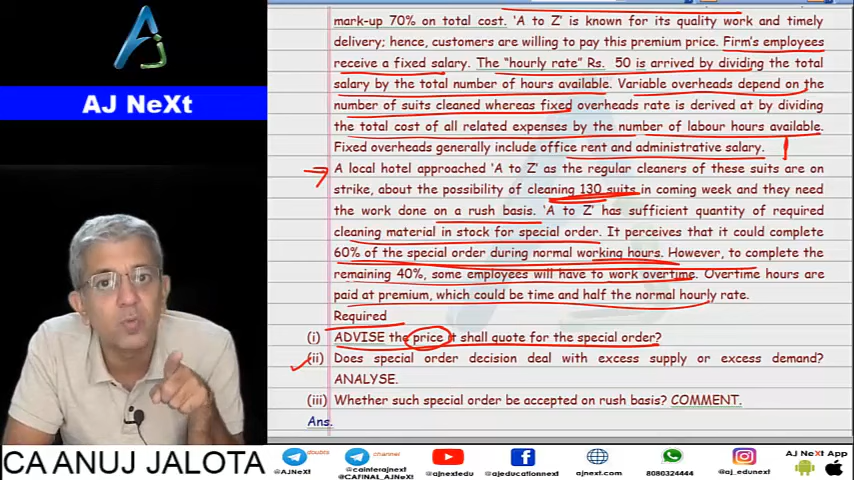 AJ NeXt
mark-up 70% on total cost. ‘A to Z’ is known for its quality work and timely
delivery; hence, customers are willing to pay this premium price. Firm’s employees
receive a fixed salary. The “hourly rate” Rs. 50 is arrived by dividing the total
salary by the total number of hours available. Variable overheads depend on the
number of suits cleaned whereas fixed overheads rate is derived at by dividing
the total cost of all related expenses by the number of labour hours available.
Fixed overheads generally include office rent and administrative salary.
A local hotel approached ‘A to Z’ as the regular cleaners of these suits are on
strike, about the possibility of cleaning 130 suits in coming week and they need
the work done on a rush basis. ‘A to Z’ has sufficient quantity of required
cleaning material in stock for special order. It perceives that it could complete
60% of the special order during normal working hours. However, to complete the
remaining 40%, some employees will have to work overtime. Overtime hours are
paid at premium, which could be time and half the normal hourly rate.
Required
(i) ADVISE the price it shall quote for the special order?
(ii) Does special order decision deal with excess supply or excess demand?
ANALYSE.
(iii) Whether such special order be accepted on rush basis? COMMENT.
Ans.
CA ANUJ JALOTA
doubts
@AJNeXt
channel
@cainterajnext
@CAFINAL_AJNeXt
@ajnextedu
@ajeducationnext
ajnext.com
8080324444
@aj_edunext
AJ NeXt App